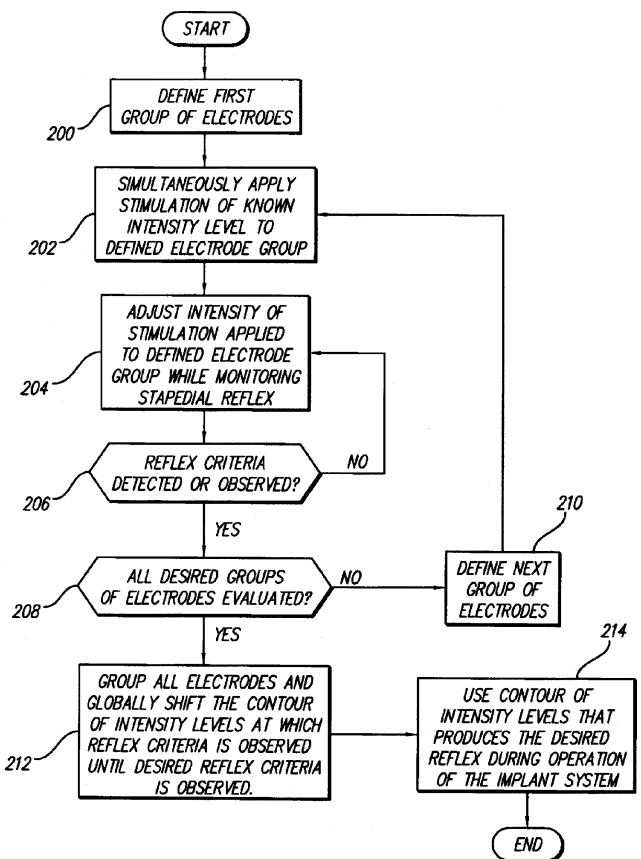 START
DEFINE FIRST
GROUP OF ELECTRODES
200
SIMULTANEOUSLY APPLY
STIMULATION OF KNOWN
INTENSITY LEVEL TO
DEFINED ELECTRODE GROUP
202
ADJUST INTENSITY OF
STIMULATION APPLIED
TO DEFINED ELECTRODE
GROUP WHILE MONITORING
STAPEDIAL REFLEX
204
REFLEX CRITERIA
DETECTED OR OBSERVED?
206
NO
YES
ALL DESIRED GROUPS
OF ELECTRODES EVALUATED?
208
NO
DEFINE NEXT
GROUP OF
ELECTRODES
210
YES
GROUP ALL ELECTRODES AND
GLOBALLY SHIFT THE CONTOUR
OF INTENSITY LEVELS AT WHICH
REFLEX CRITERIA IS OBSERVED
UNTIL DESIRED REFLEX CRITERIA
IS OBSERVED.
212
214
USE CONTOUR OF
INTENSITY LEVELS THAT
PRODUCES THE DESIRED
REFLEX DURING OPERATION
OF THE IMPLANT SYSTEM
END